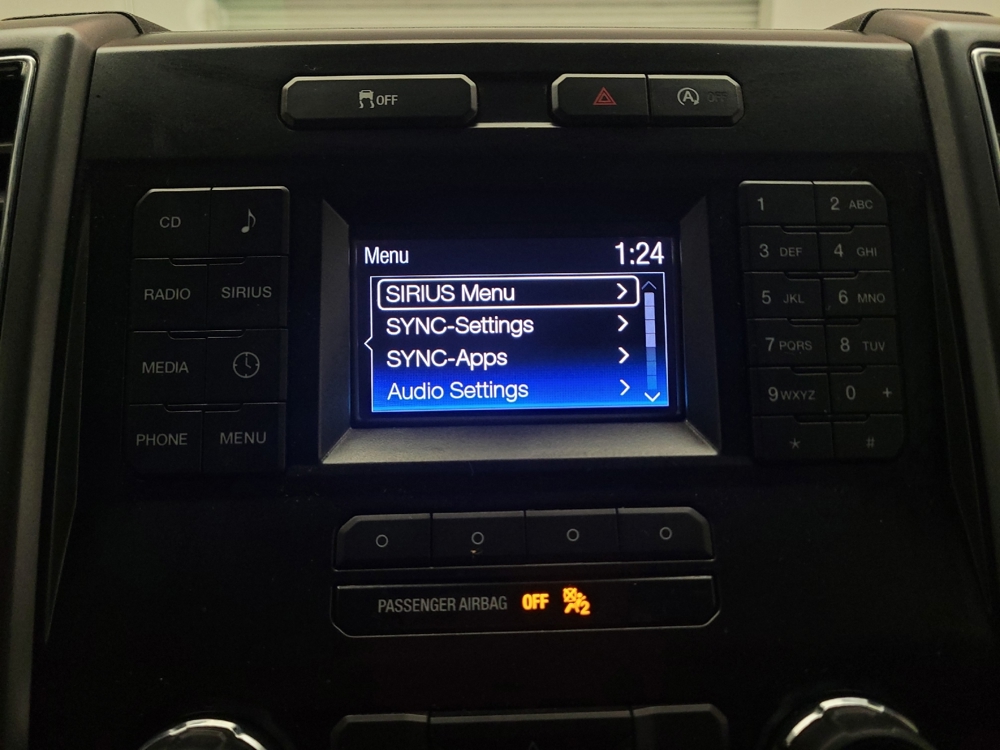 OFF
A OFF
CD
RADIO SIRIUS
MEDIA
PHONE MENU
Menu 1:24
SIRIUS Menu
SYNC-Settings
SYNC-Apps
Audio Settings
1 2 ABC
3 DEF 4 GHI
5 JKL 6 MNO
7 PQRS 8 TUV
9 WXYZ 0 +
* #
PASSENGER AIRBAG OFF 2